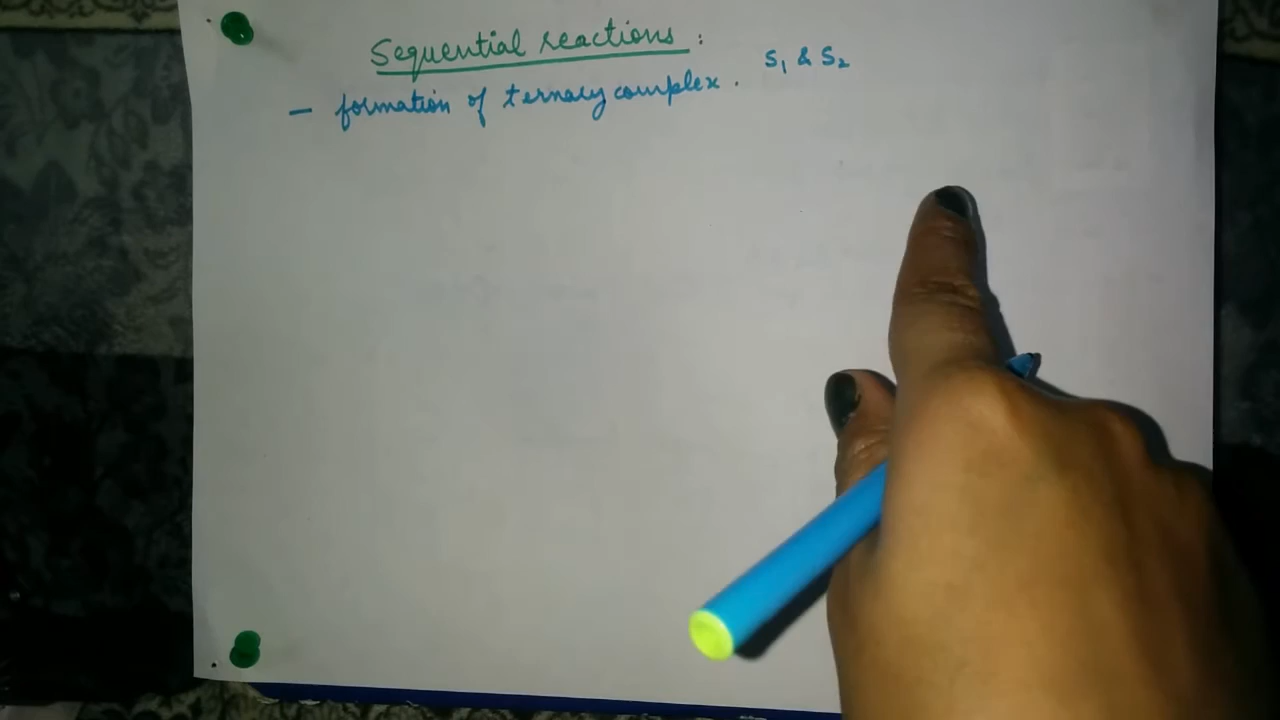 Sequential reactions :
S₁ & S₂
– formation of ternary complex .